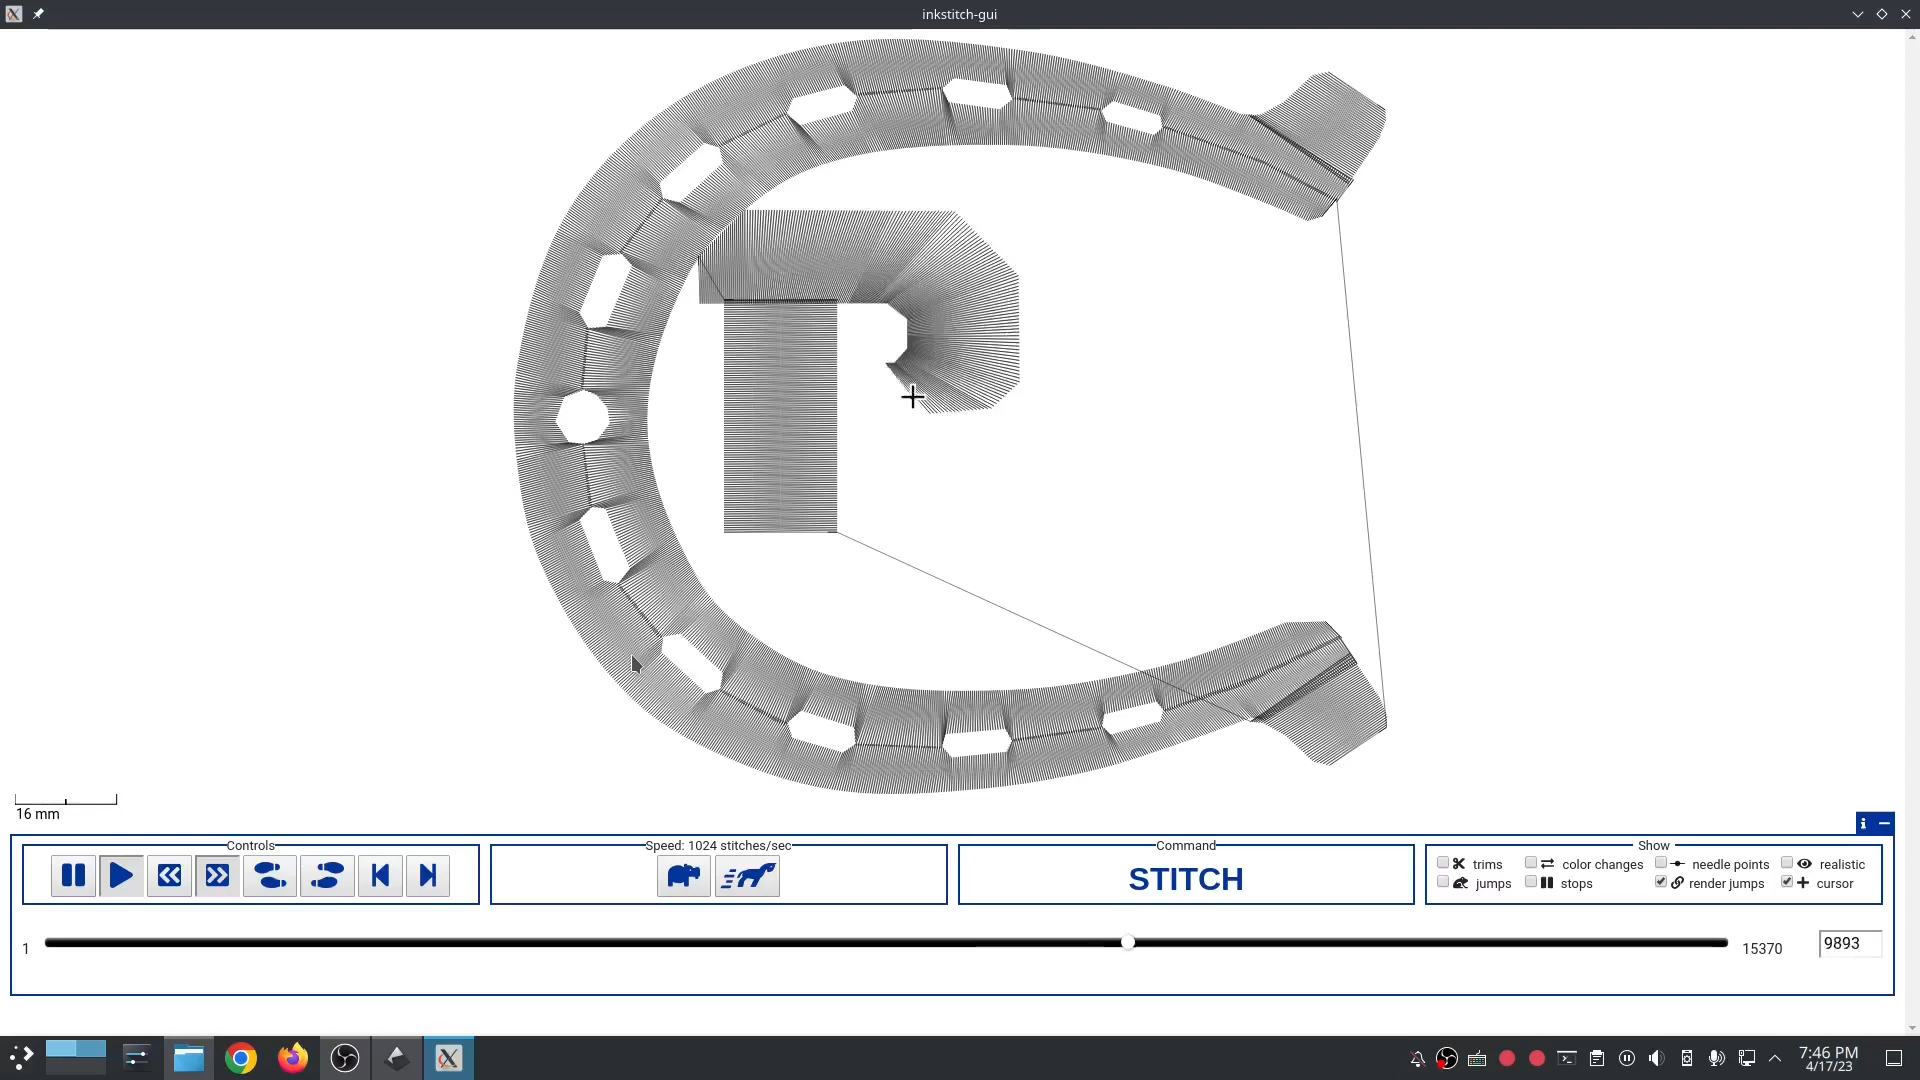 inkstitch-gui
16 mm
Controls
Speed: 1024 stitches/sec
Command
STITCH
Show
trims
color changes
needle points
realistic
jumps
stops
render jumps
cursor
1
15370
9893
7:46 PM
4/17/23